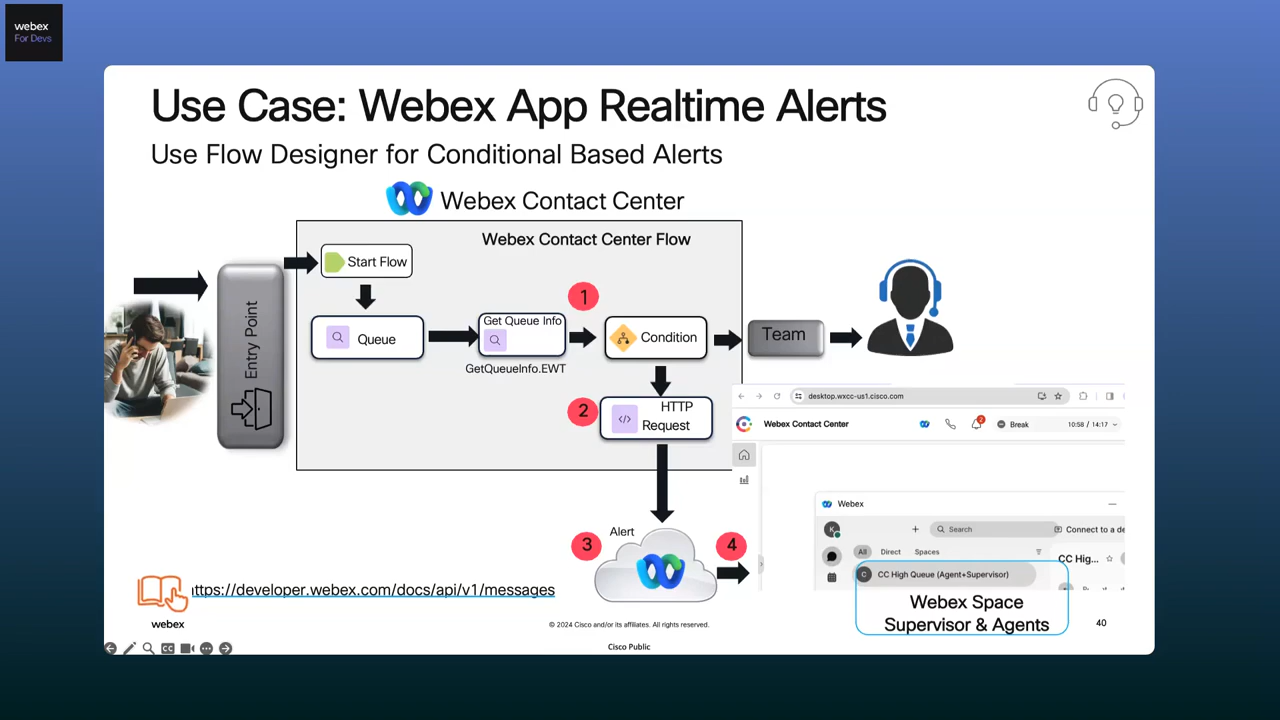 webex
For Devs
Use Case: Webex App Realtime Alerts
Use Flow Designer for Conditional Based Alerts
Webex Contact Center
Webex Contact Center Flow
Start Flow
Entry Point
Queue
Get Queue Info
GetQueueInfo.EWT
1
Condition
Team
2
HTTP
Request
desktop.wxcc-us1.cisco.com
Webex Contact Center
2
Break
10:58 / 14:17
Webex
K
Search
Connect to a de
All
Direct
Spaces
CC Hig...
C
CC High Queue (Agent+Supervisor)
3
Alert
4
Webex Space
Supervisor & Agents
ttps://developer.webex.com/docs/api/v1/messages
webex
© 2024 Cisco and/or its affiliates. All rights reserved.
40
Cisco Public
CC